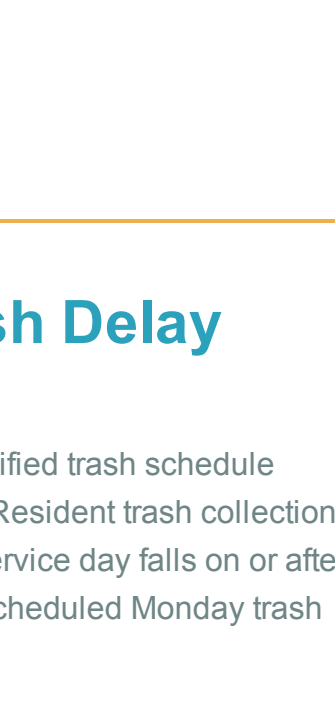 sh Delay
ified trash schedule
Resident trash collection
ervice day falls on or afte
cheduled Monday trash